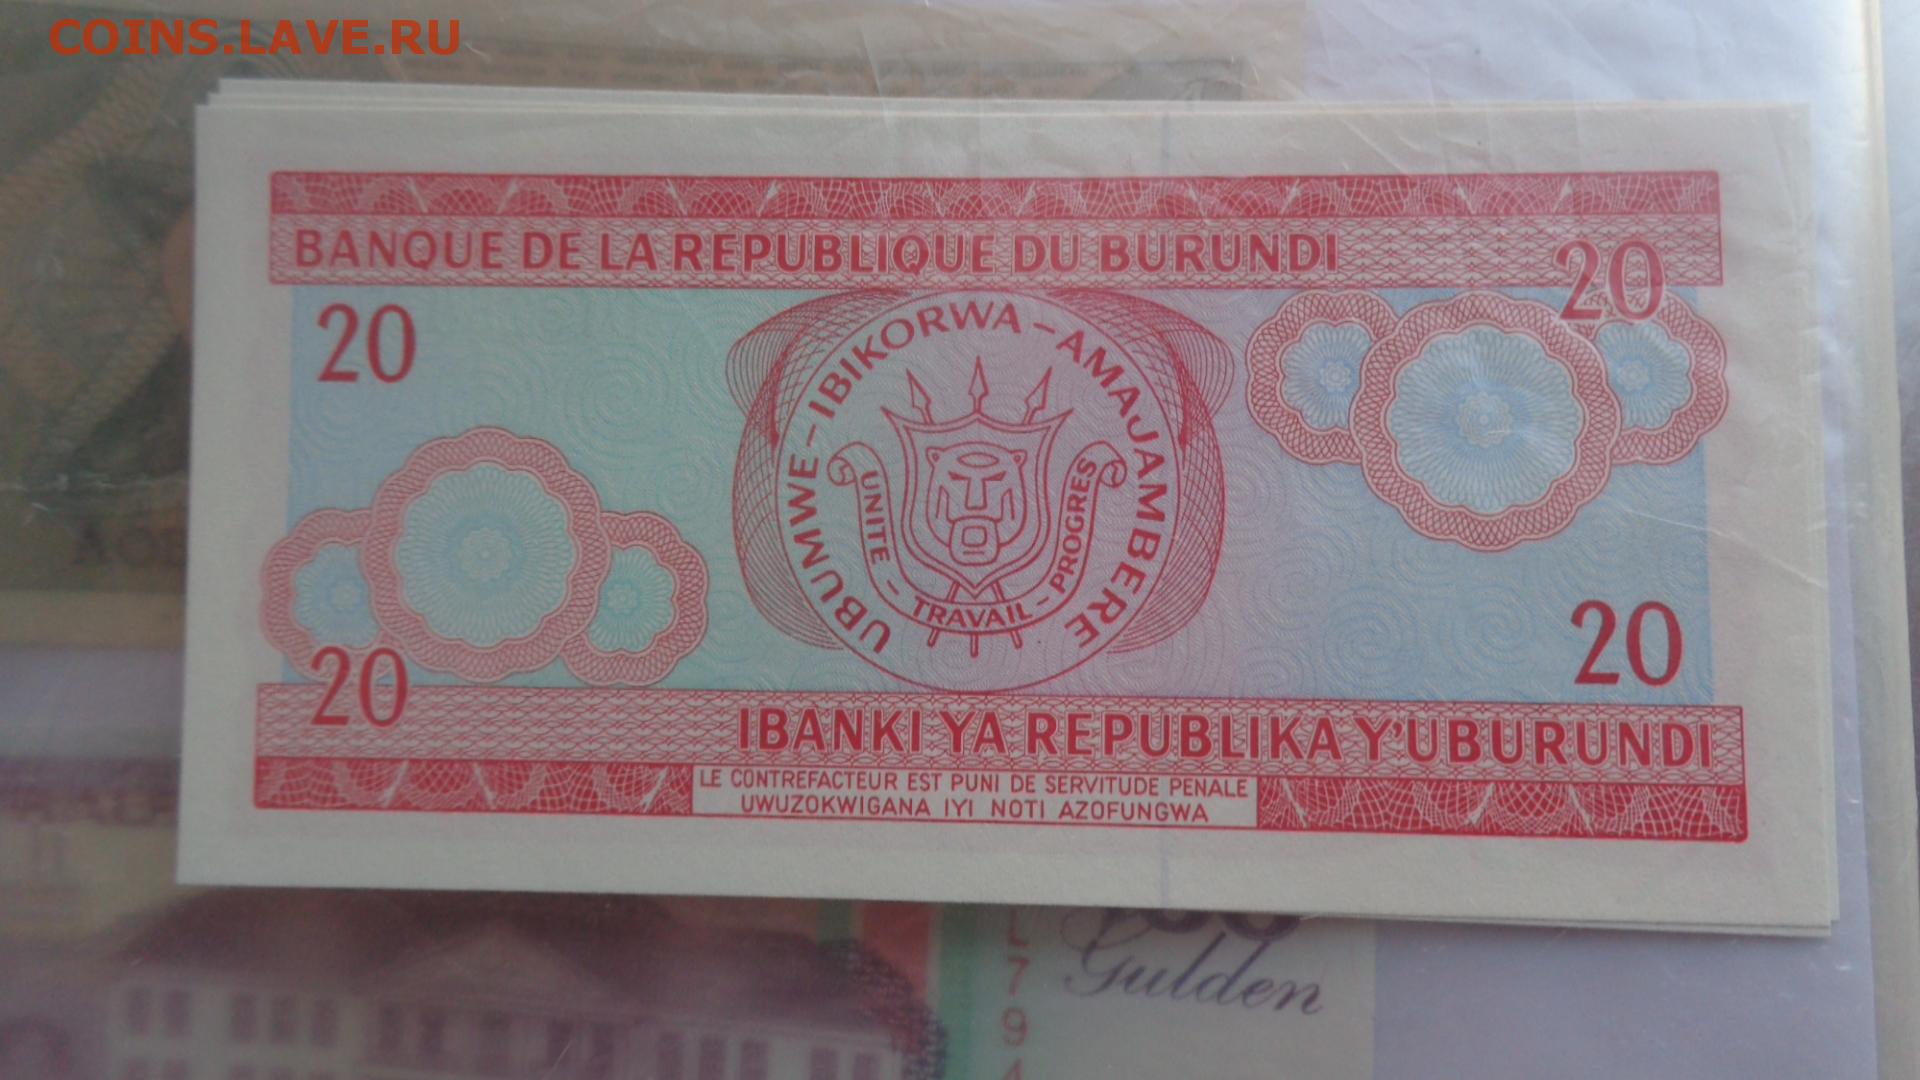 COINS.LAVE.RU
BANQUE DE LA REPUBLIQUE DU BURUNDI
20
20
UBUMWE – IBIKORWA – AMAJAMBERE
UNITE – TRAVAIL – PROGRES
20
20
IBANKI YA REPUBLIKA Y'UBURUNDI
LE CONTREFACTEUR EST PUNI DE SERVITUDE PENALE
UWUZOKWIGANA IYI NOTI AZOFUNGWA
Gulden
L794